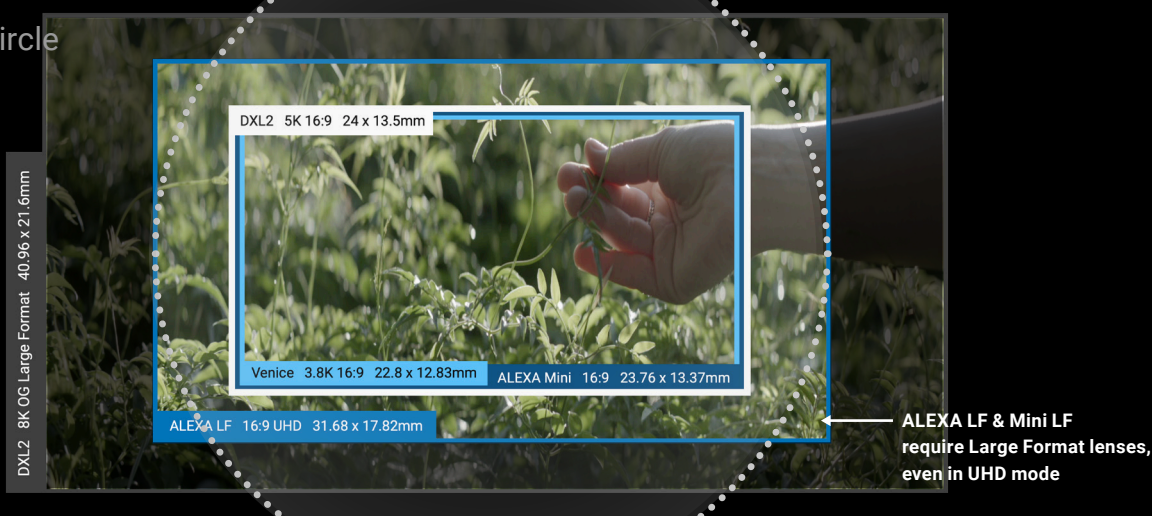 ircle
DXL2 5K 16:9 24 x 13.5mm
DXL2 8K OG Large Format 40.96 x 21.6mm
Venice 3.8K 16:9 22.8 x 12.83mm
ALEXA Mini 16:9 23.76 x 13.37mm
ALEXA LF 16:9 UHD 31.68 x 17.82mm
ALEXA LF & Mini LF
require Large Format lenses,
even in UHD mode